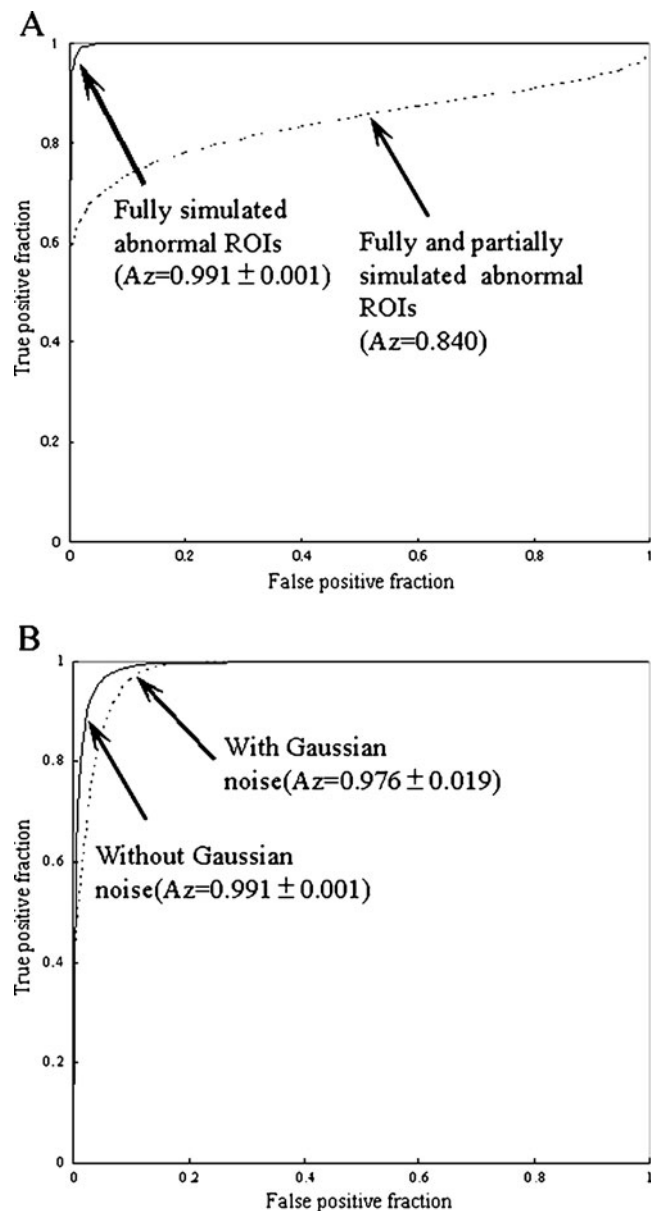 A
1
0.8
0.6
0.4
0.2
0
True positive fraction
Fully simulated
abnormal ROIs
(Az=0.991 ± 0.001)
Fully and partially
simulated abnormal
ROIs
(Az=0.840)
0
0.2
0.4
0.6
0.8
1
False positive fraction
B
1
0.8
0.6
0.4
0.2
0
True positive fraction
With Gaussian
noise(Az=0.976 ± 0.019)
Without Gaussian
noise(Az=0.991 ± 0.001)
0
0.2
0.4
0.6
0.8
1
False positive fraction